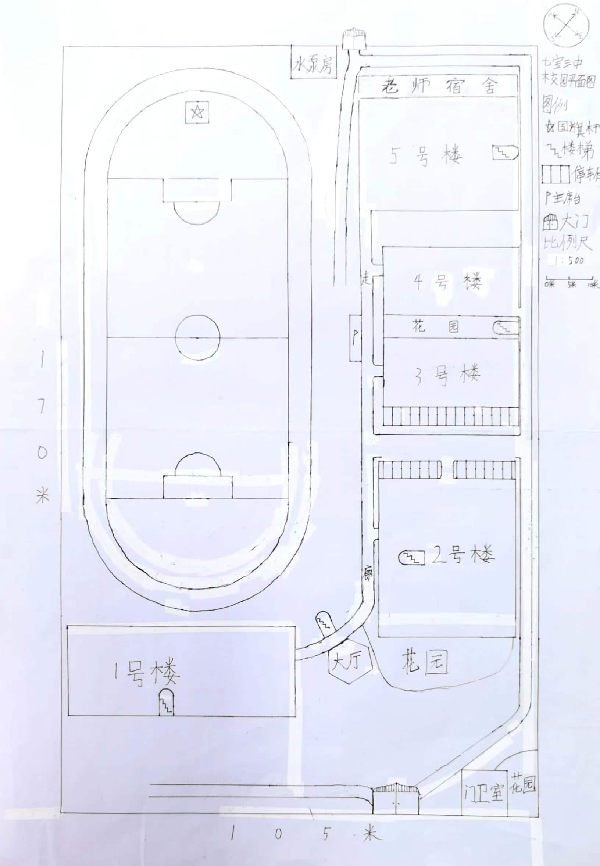 水泵房
老师宿舍
5号楼
4号楼
走
花园
P
3号楼
170米
2号楼
1号楼
大厅
花园
门卫室
花园
105米
七宝三中
校园平面图
图例
国旗杆
楼梯
P主席台
大门
比例尺
1:500